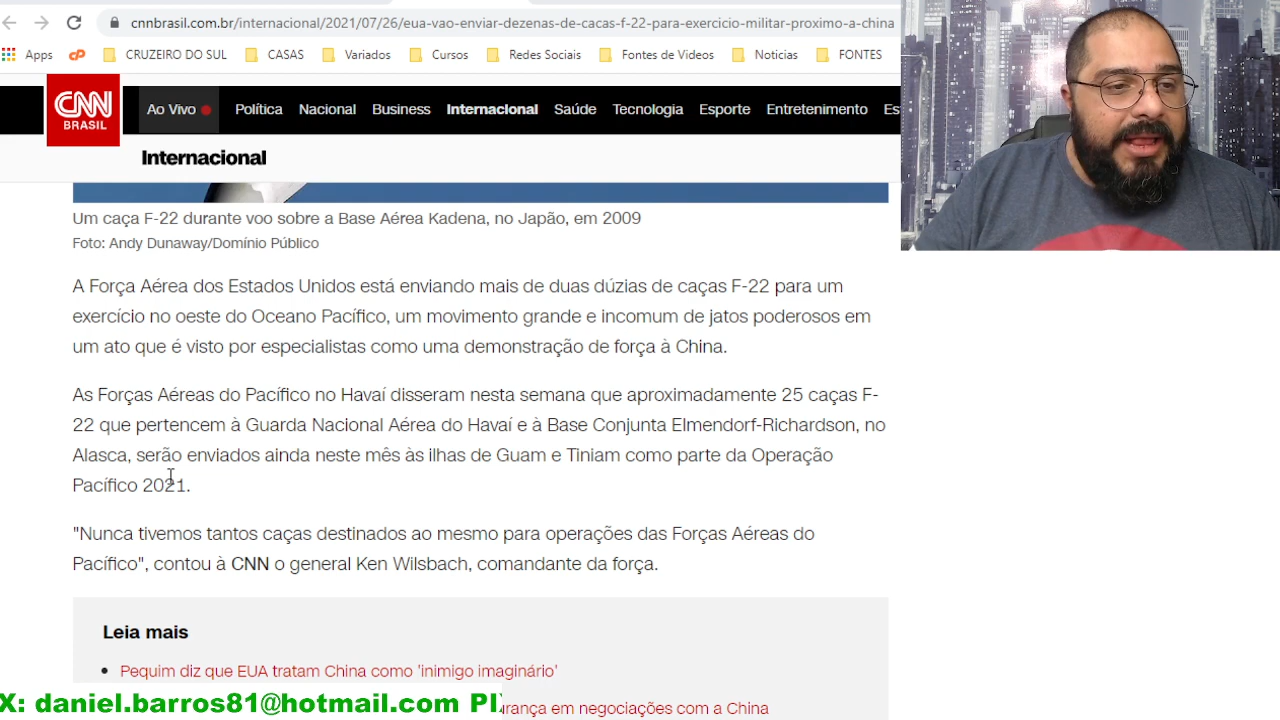 cnnbrasil.com.br/internacional/2021/07/26/eua-vao-enviar-dezenas-de-cacas-f-22-para-exercicio-militar-proximo-a-china
Apps CRUZEIRO DO SUL CASAS Variados Cursos Redes Sociais Fontes de Videos Noticias FONTES
CNN BRASIL
Ao Vivo Política Nacional Business Internacional Saúde Tecnologia Esporte Entretenimento Es
Internacional
Um caça F-22 durante voo sobre a Base Aérea Kadena, no Japão, em 2009
Foto: Andy Dunaway/Domínio Público
A Força Aérea dos Estados Unidos está enviando mais de duas dúzias de caças F-22 para um
exercício no oeste do Oceano Pacífico, um movimento grande e incomum de jatos poderosos em
um ato que é visto por especialistas como uma demonstração de força à China.
As Forças Aéreas do Pacífico no Havaí disseram nesta semana que aproximadamente 25 caças F-
22 que pertencem à Guarda Nacional Aérea do Havaí e à Base Conjunta Elmendorf-Richardson, no
Alasca, serão enviados ainda neste mês às ilhas de Guam e Tiniam como parte da Operação
Pacífico 2021.
"Nunca tivemos tantos caças destinados ao mesmo para operações das Forças Aéreas do
Pacífico", contou à CNN o general Ken Wilsbach, comandante da força.
Leia mais
• Pequim diz que EUA tratam China como 'inimigo imaginário'
rança em negociações com a China
X: daniel.barros81@hotmail.com PI